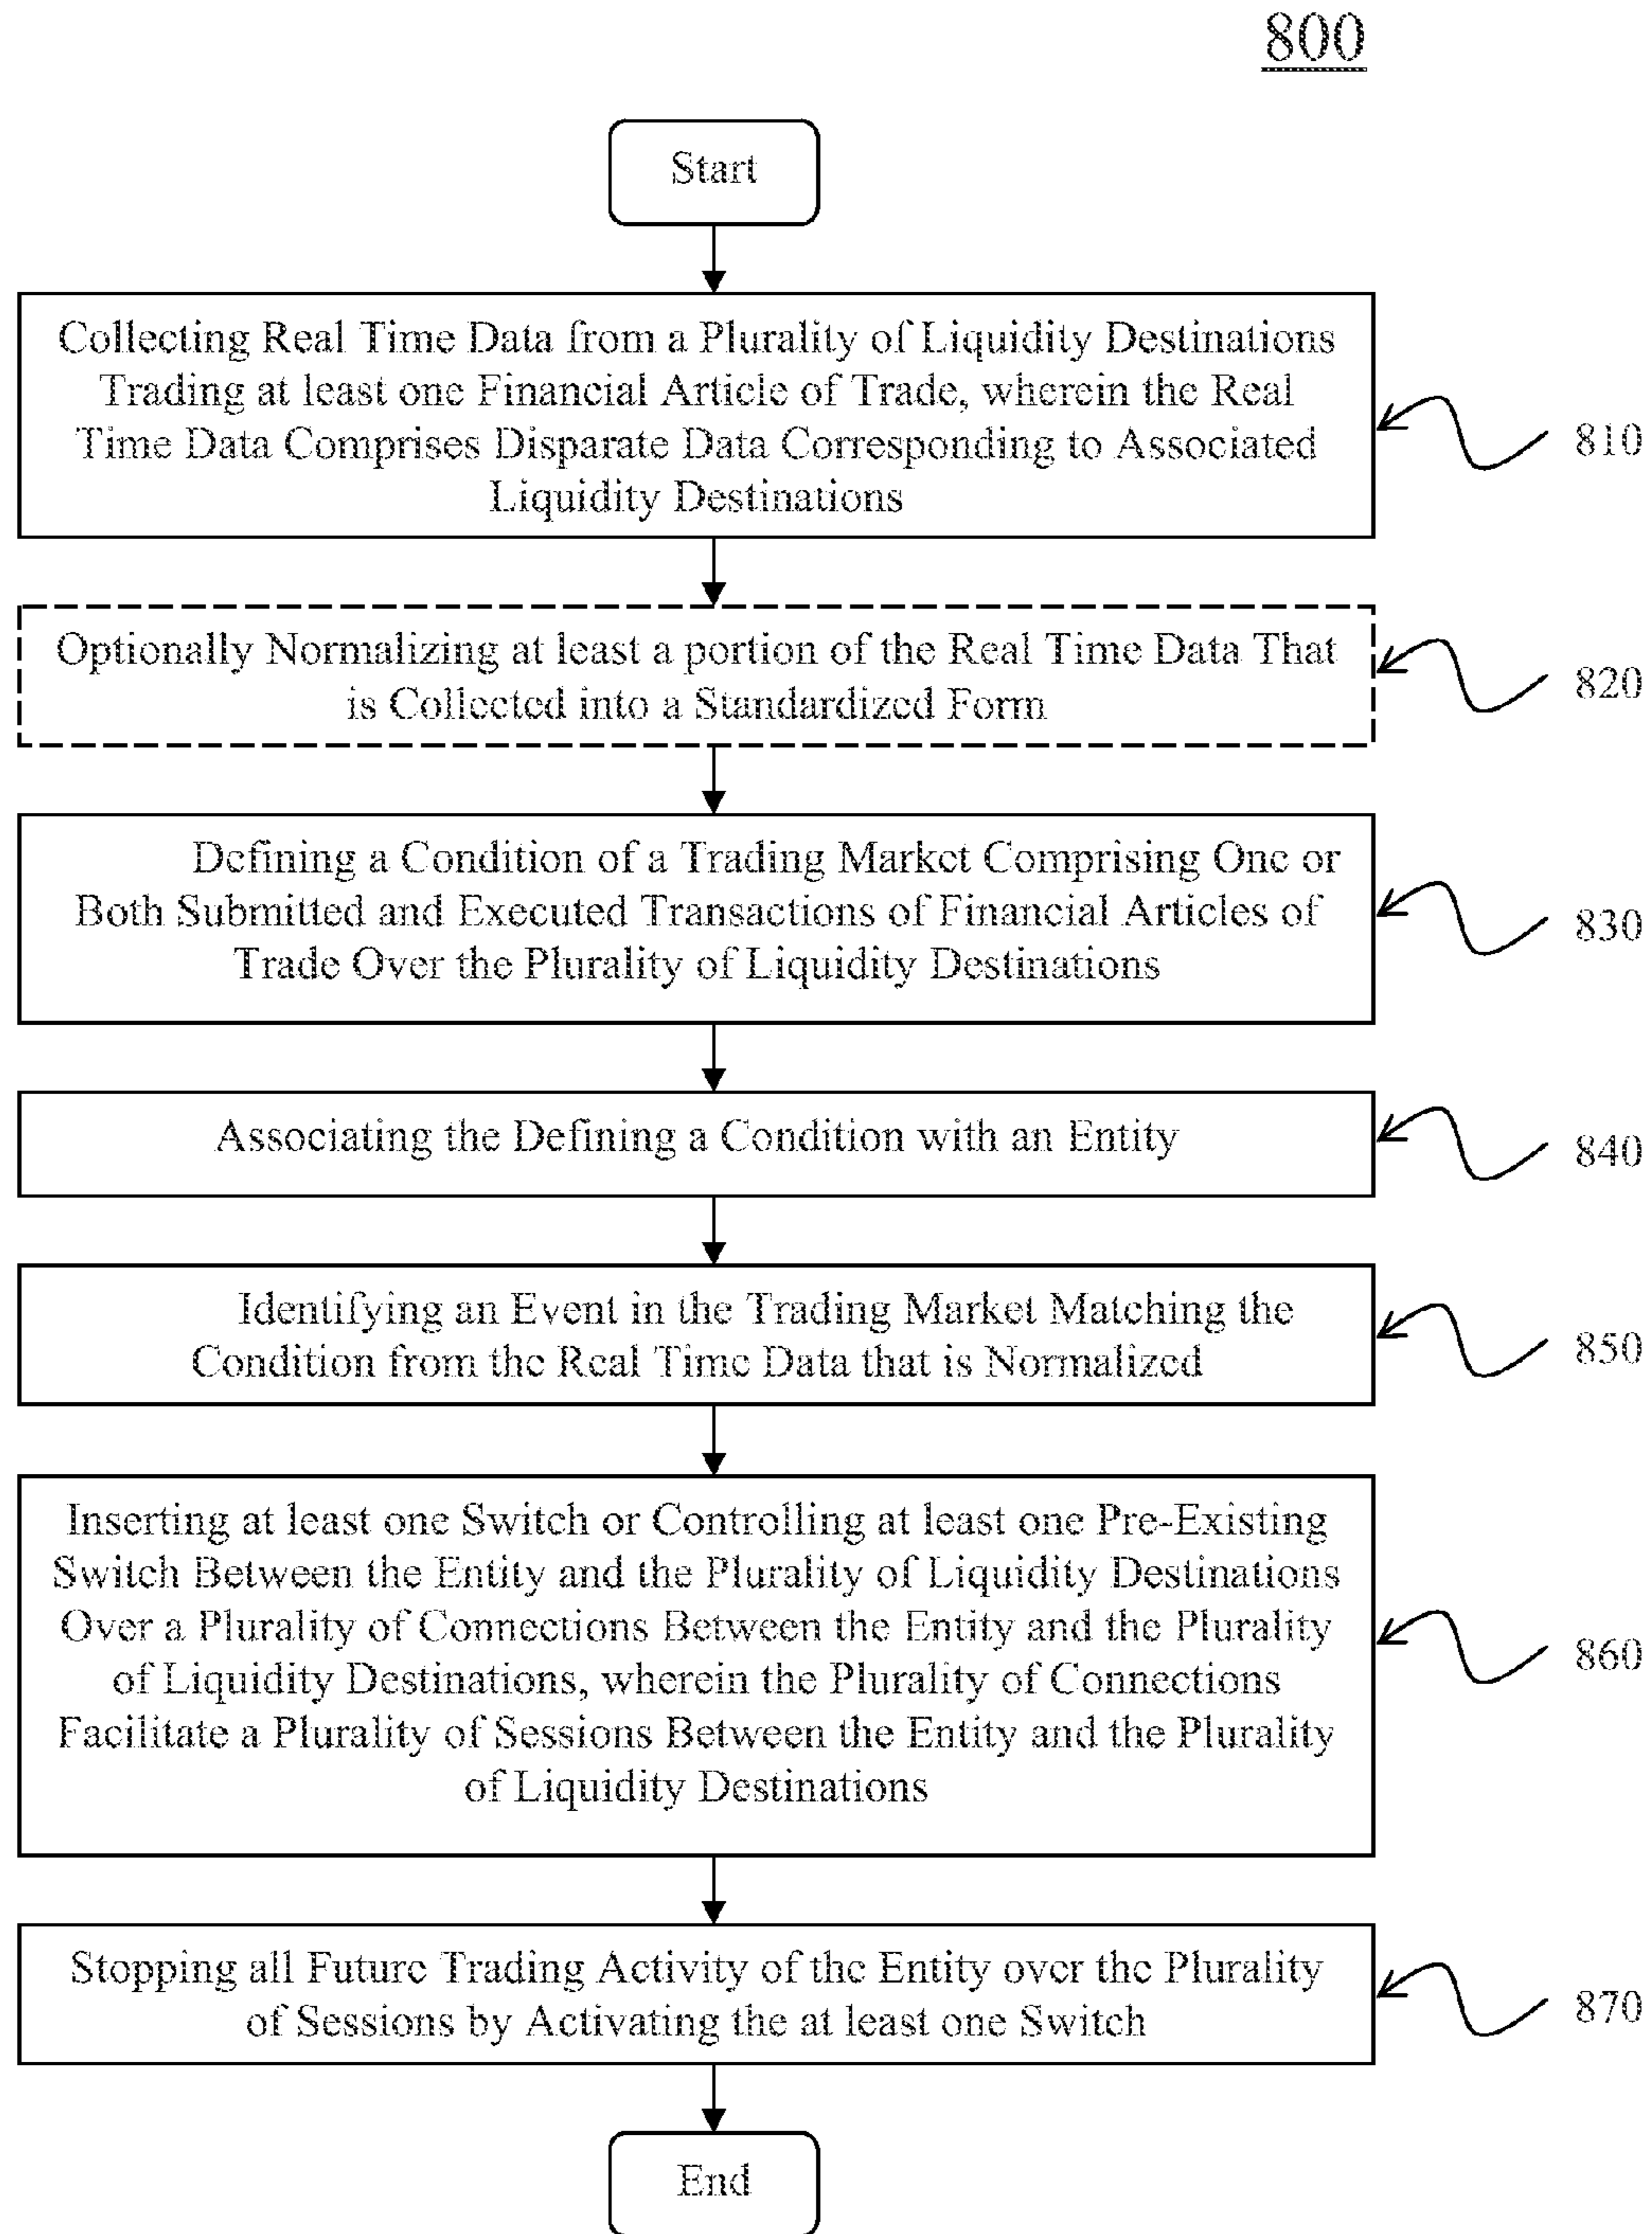 800
Start
Collecting Real Time Data from a Plurality of Liquidity Destinations
Trading at least one Financial Article of Trade, wherein the Real
Time Data Comprises Disparate Data Corresponding to Associated
Liquidity Destinations
810
Optionally Normalizing at least a portion of the Real Time Data That
is Collected into a Standardized Form
820
Defining a Condition of a Trading Market Comprising One or
Both Submitted and Executed Transactions of Financial Articles of
Trade Over the Plurality of Liquidity Destinations
830
Associating the Defining a Condition with an Entity
840
Identifying an Event in the Trading Market Matching the
Condition from the Real Time Data that is Normalized
850
Inserting at least one Switch or Controlling at least one Pre-Existing
Switch Between the Entity and the Plurality of Liquidity Destinations
Over a Plurality of Connections Between the Entity and the Plurality
of Liquidity Destinations, wherein the Plurality of Connections
Facilitate a Plurality of Sessions Between the Entity and the Plurality
of Liquidity Destinations
860
Stopping all Future Trading Activity of the Entity over the Plurality
of Sessions by Activating the at least one Switch
870
End